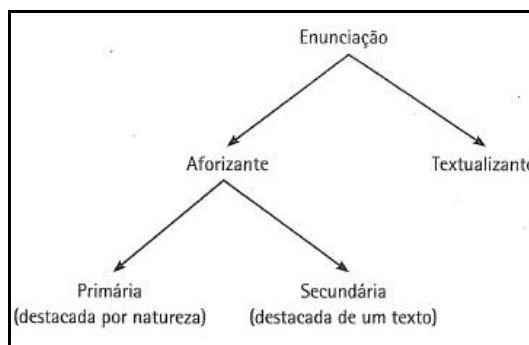 Enunciação
Aforizante
Textualizante
Primária
(destacada por natureza)
Secundária
(destacada de um texto)